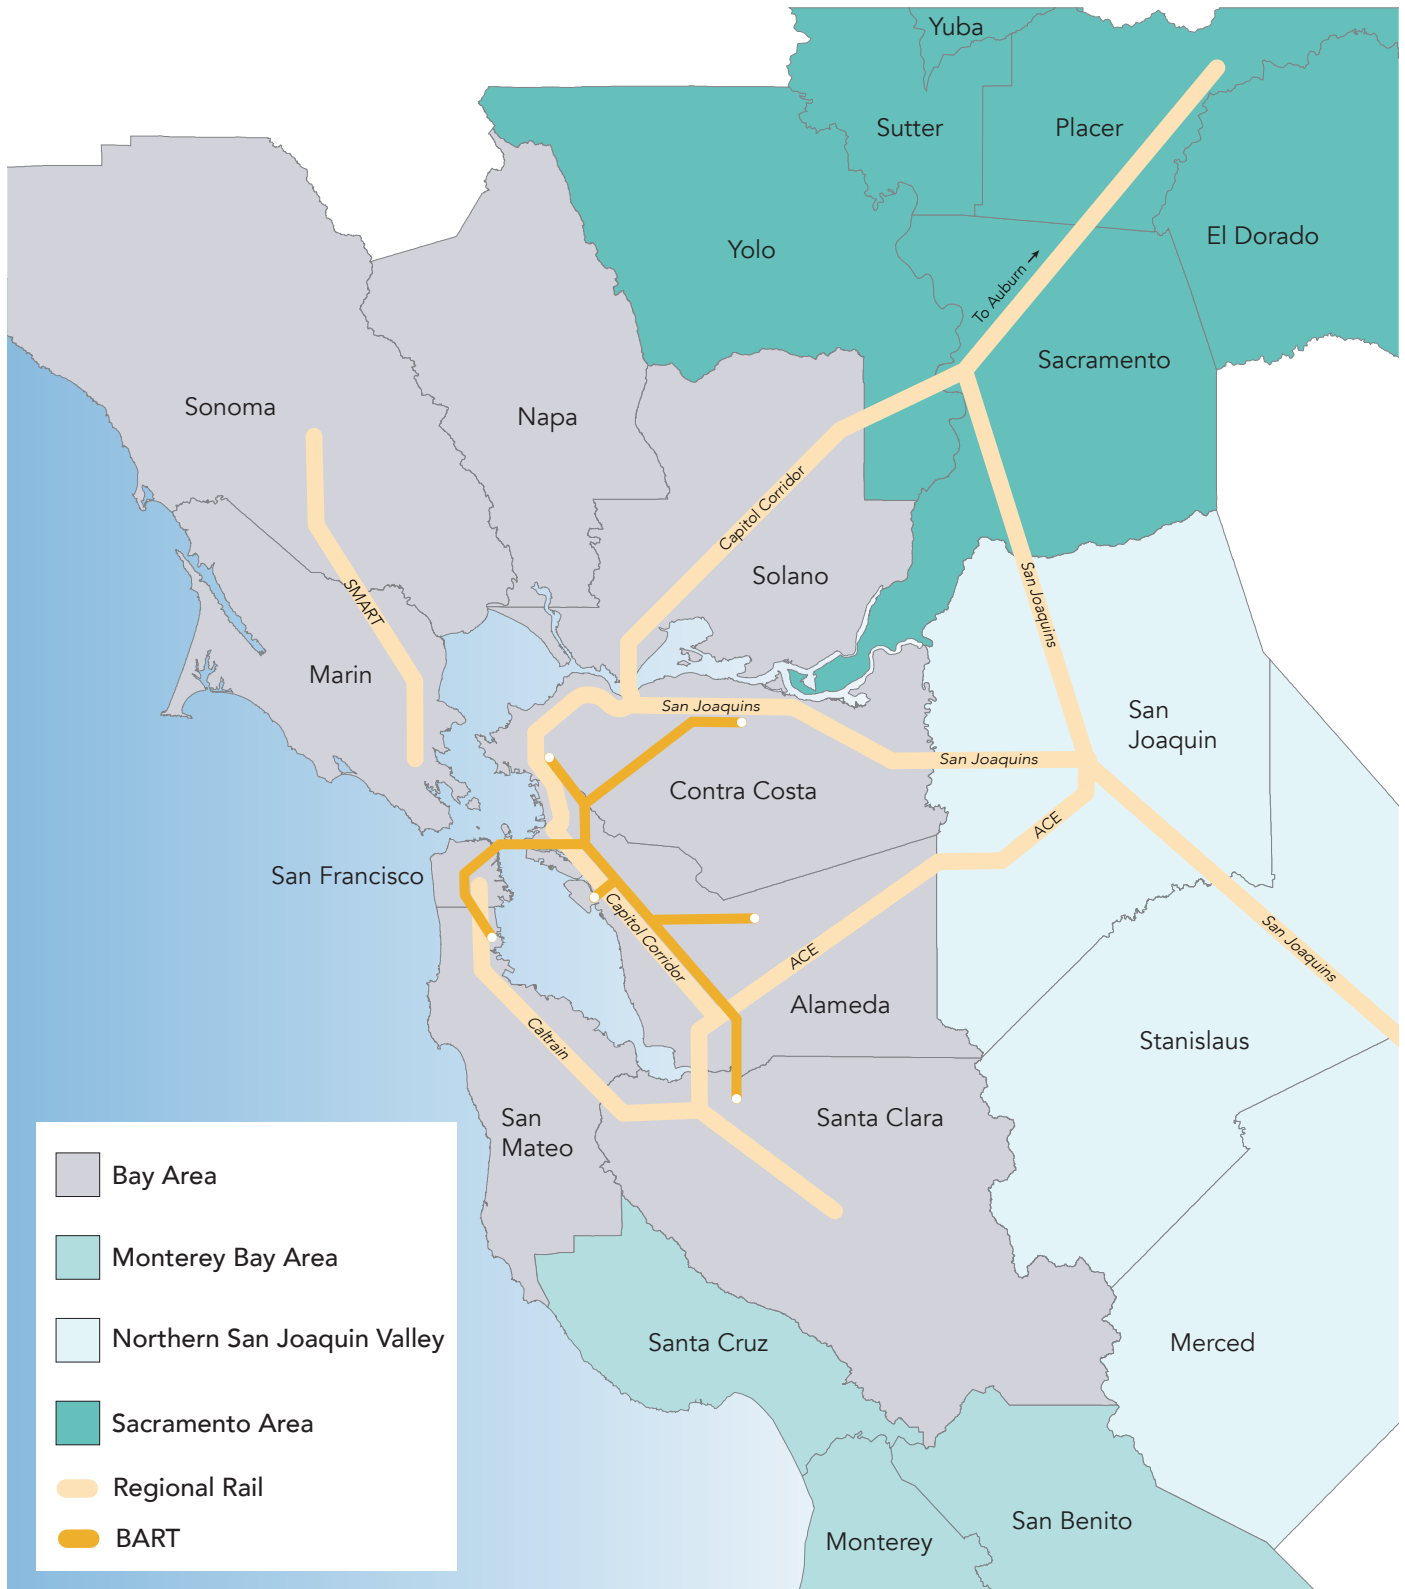 Yuba
Sutter
Placer
El Dorado
Yolo
To Auburn →
Sacramento
Sonoma
Napa
Capitol Corridor
Solano
San Joaquins
SMART
Marin
San Joaquins
San
Joaquin
San Joaquins
Contra Costa
ACE
San Francisco
Capitol Corridor
San Joaquins
ACE
Alameda
Caltrain
Stanislaus
San
Mateo
Santa Clara
Bay Area
Monterey Bay Area
Northern San Joaquin Valley
Santa Cruz
Merced
Sacramento Area
Regional Rail
BART
San Benito
Monterey